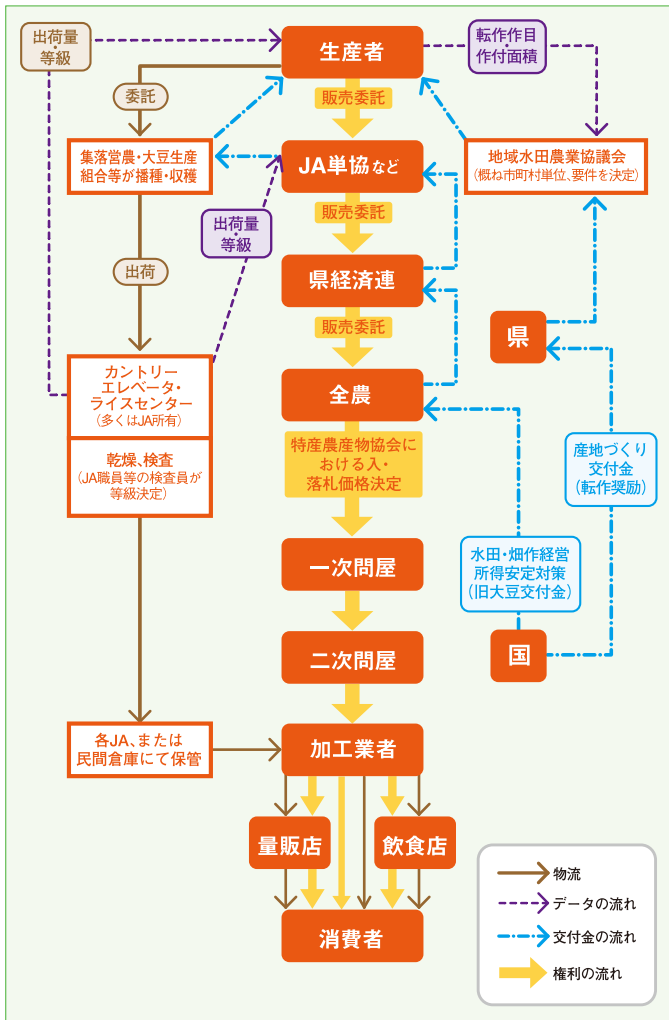 出荷量・
等級
生産者
転作作目・
作付面積
委託
販売委託
集落営農・大豆生産
組合等が播種・収穫
JA単協など
地域水田農業協議会
(概ね市町村単位、要件を決定)
出荷量・
等級
販売委託
出荷
県経済連
県
販売委託
カントリー
エレベータ・
ライスセンター
(多くはJA所有)
全農
乾燥、検査
(JA職員等の検査員が
等級決定)
特産農産物協会に
おける入・
落札価格決定
産地づくり
交付金
(転作奨励)
一次問屋
水田・畑作経営
所得安定対策
(旧大豆交付金)
二次問屋
国
各JA、または
民間倉庫にて保管
加工業者
量販店
飲食店
消費者
物流
データの流れ
交付金の流れ
権利の流れ